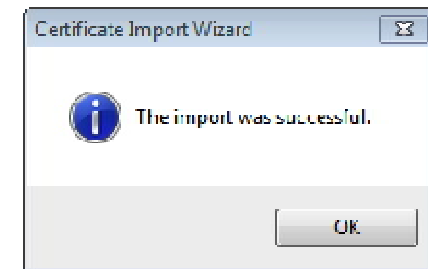 Certificate Import Wizard
The import was successful.
OK